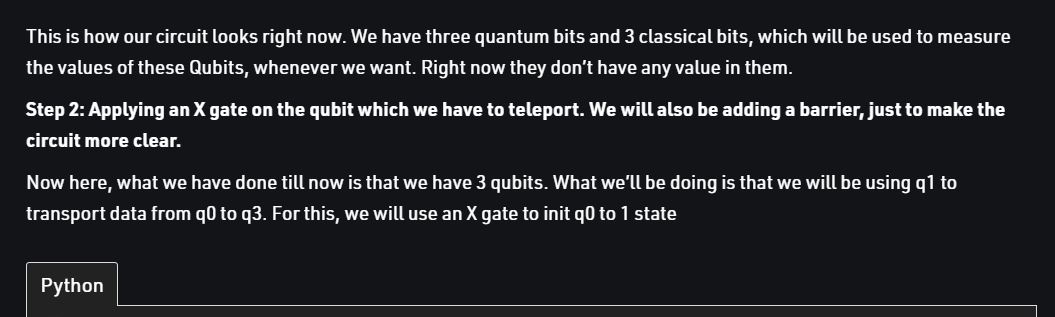 This is how our circuit looks right now. We have three quantum bits and 3 classical bits, which will be used to measure
the values of these Qubits, whenever we want. Right now they don’t have any value in them.
Step 2: Applying an X gate on the qubit which we have to teleport. We will also be adding a barrier, just to make the
circuit more clear.
Now here, what we have done till now is that we have 3 qubits. What we’ll be doing is that we will be using q1 to
transport data from q0 to q3. For this, we will use an X gate to init q0 to 1 state
Python